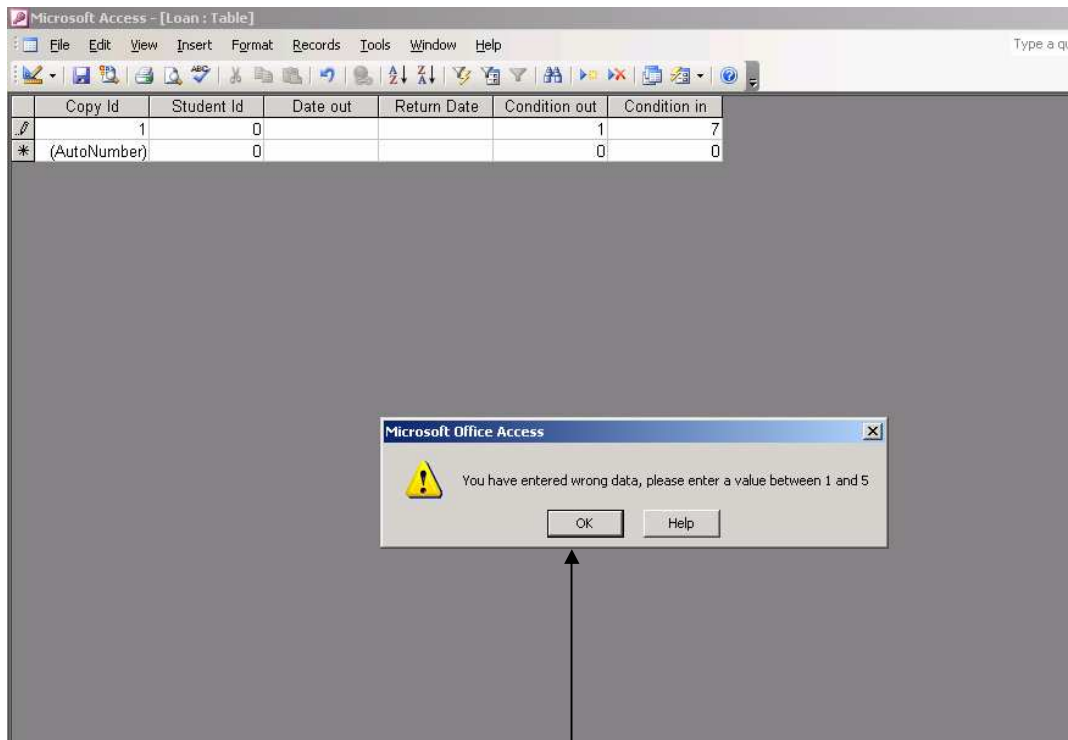 Microsoft Access - [Loan : Table]
File Edit View Insert Format Records Tools Window Help
Type a qu
Copy Id Student Id Date out Return Date Condition out Condition in
1 0 1 7
(AutoNumber) 0 0 0
Microsoft Office Access
You have entered wrong data, please enter a value between 1 and 5
OK Help